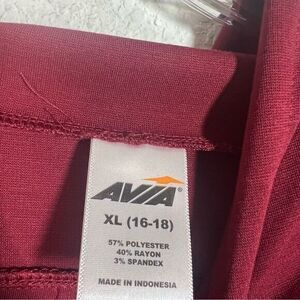 AVIA®
XL (16-18)
57% POLYESTER
40% RAYON
3% SPANDEX
MADE IN INDONESIA